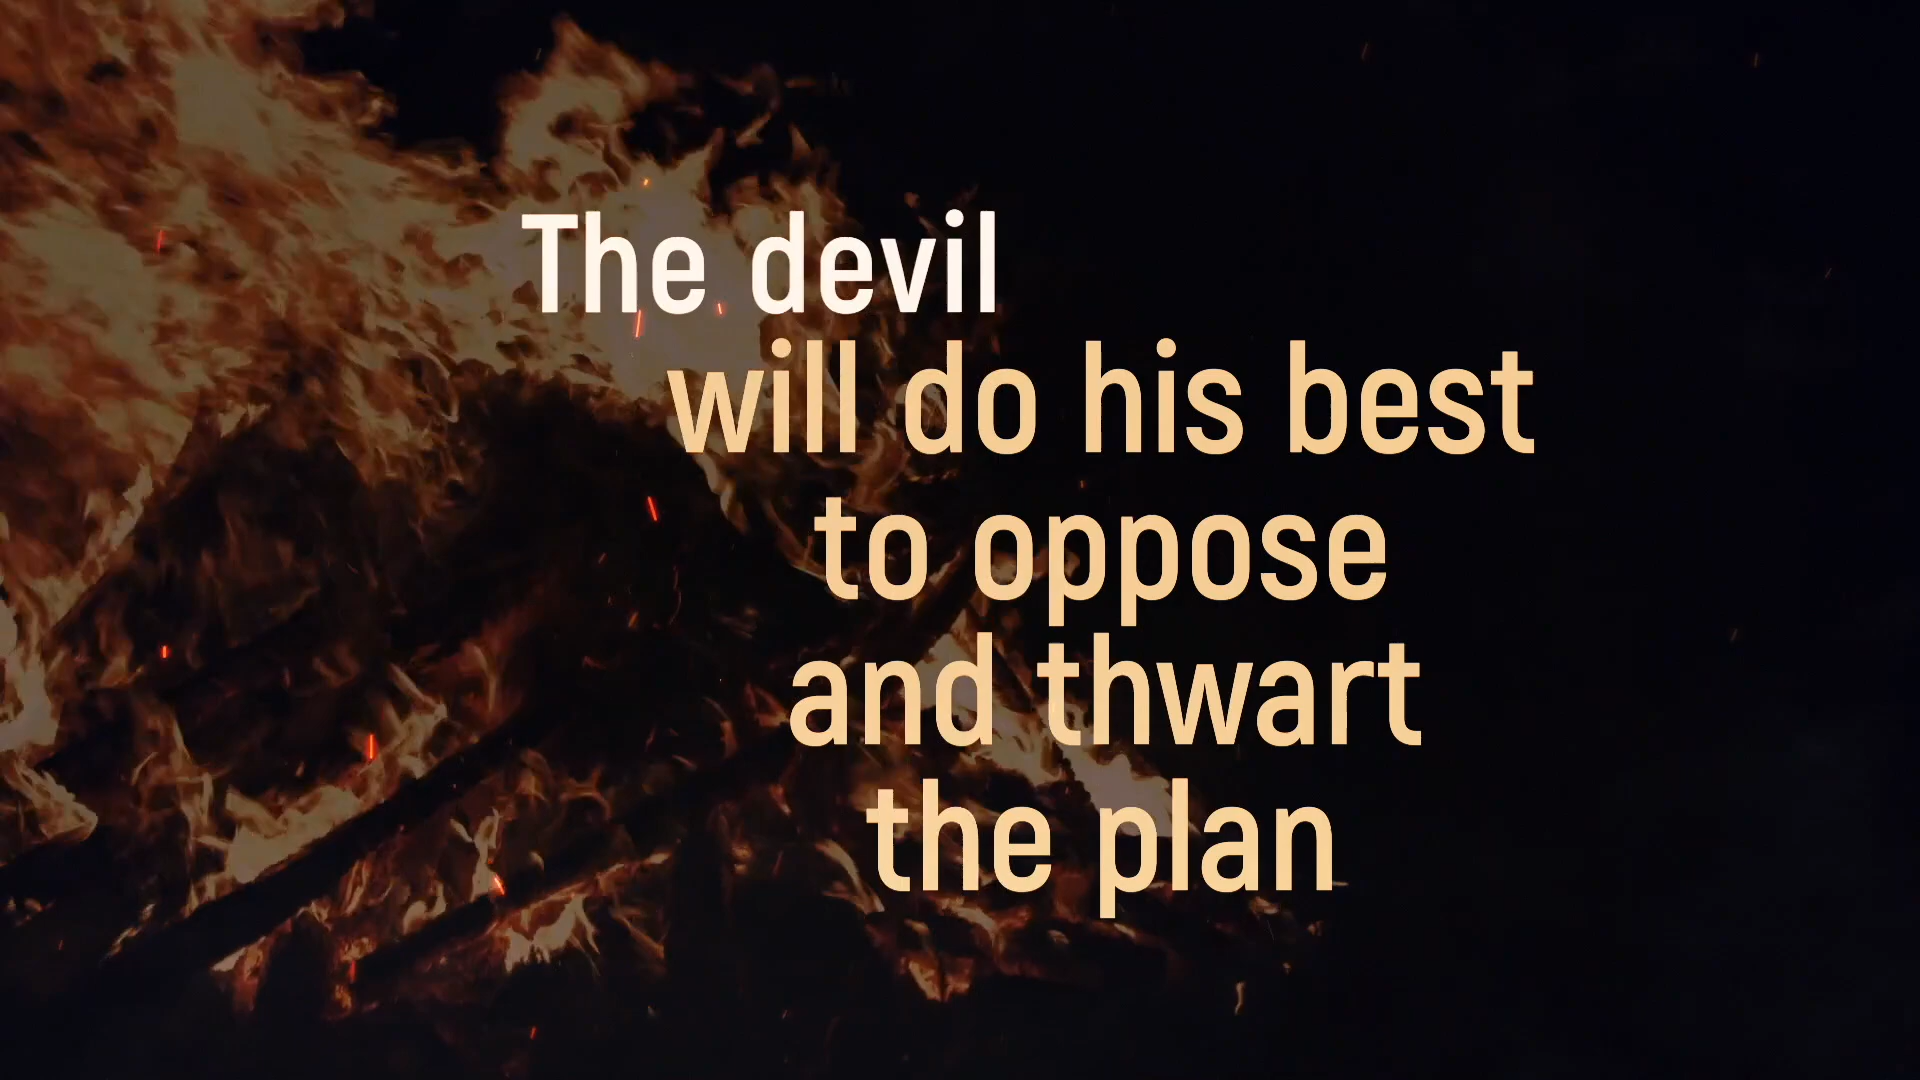 The devil
will do his best
to oppose
and thwart
the plan